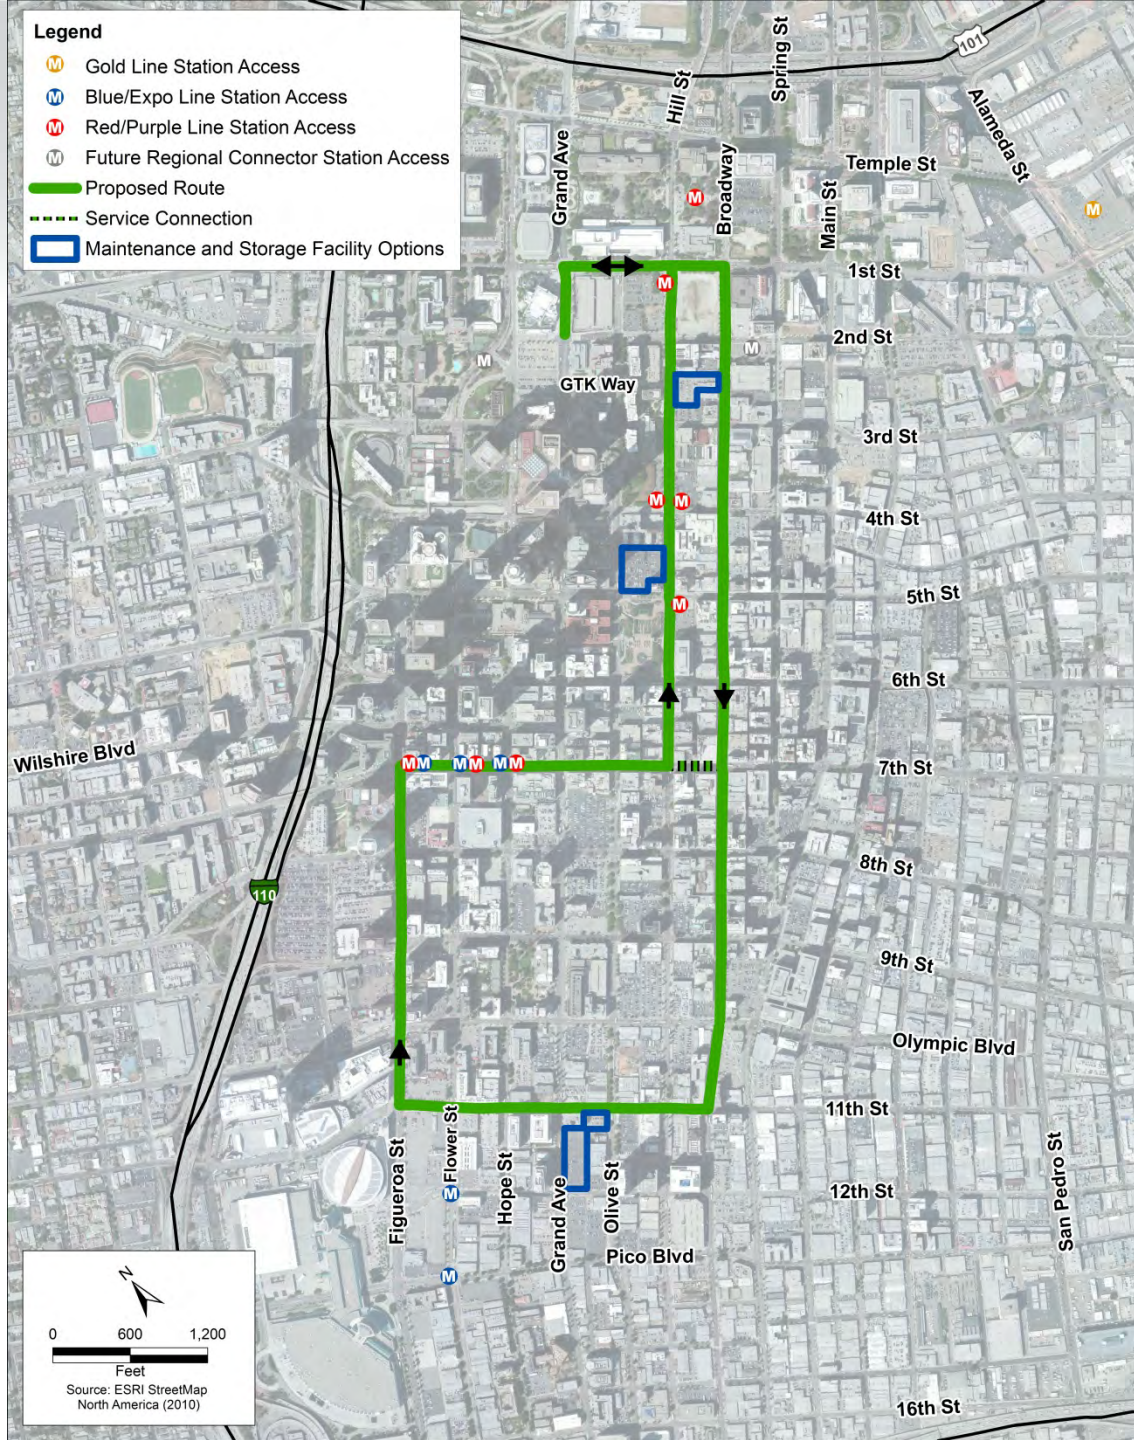 Legend
Gold Line Station Access
Blue/Expo Line Station Access
Red/Purple Line Station Access
Future Regional Connector Station Access
Proposed Route
Service Connection
Maintenance and Storage Facility Options
M
M
M
M
101
Spring St
Hill St
Alameda St
Grand Ave
Broadway
Temple St
Main St
M
M
1st St
M
2nd St
M
M
GTK Way
3rd St
M
M
4th St
5th St
M
6th St
Wilshire Blvd
M
M
M
M
M
M
7th St
8th St
110
9th St
Olympic Blvd
11th St
Figueroa St
Flower St
Hope St
Grand Ave
Olive St
San Pedro St
12th St
M
Pico Blvd
M
16th St
N
0 600 1,200
Feet
Source: ESRI StreetMap
North America (2010)